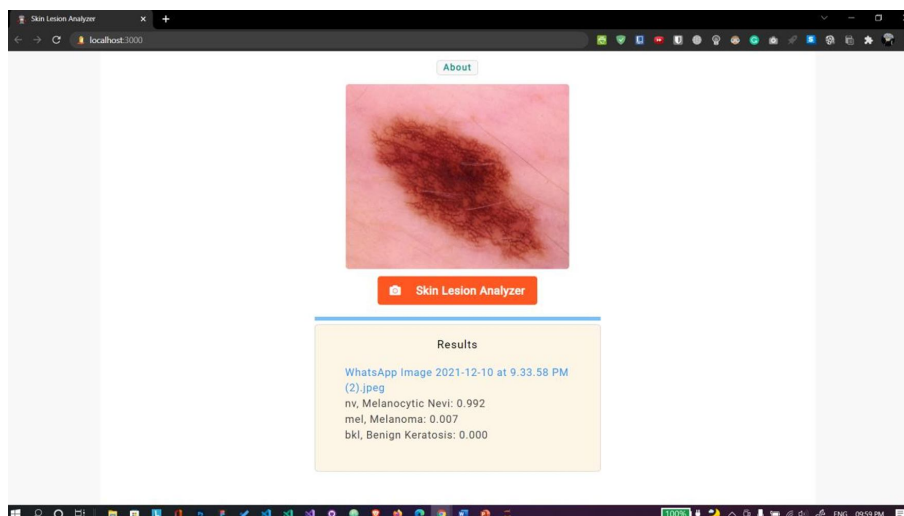 Skin Lesion Analyzer
localhost:3000
About
Skin Lesion Analyzer
Results
WhatsApp Image 2021-12-10 at 9.33.58 PM
(2).jpeg
nv, Melanocytic Nevi: 0.992
mel, Melanoma: 0.007
bkl, Benign Keratosis: 0.000
100%
ENG 09:59 PM